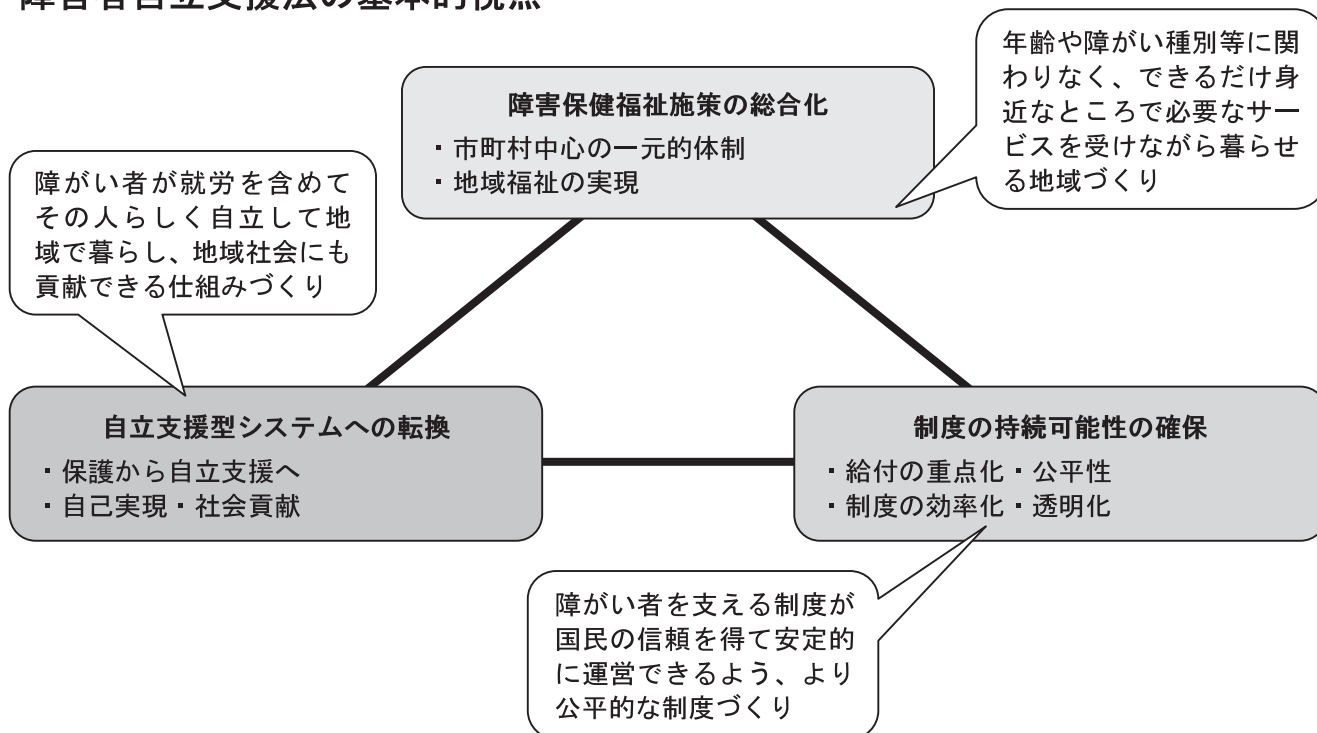 障害者自立支援法の基本的視点
年齢や障がい種別等に関
わりなく、できるだけ身
近なところで必要なサー
ビスを受けながら暮らせ
る地域づくり
障害保健福祉施策の総合化
・市町村中心の一元的体制
・地域福祉の実現
障がい者が就労を含めて
その人らしく自立して地
域で暮らし、地域社会にも
貢献できる仕組みづくり
自立支援型システムへの転換
・保護から自立支援へ
・自己実現・社会貢献
制度の持続可能性の確保
・給付の重点化・公平性
・制度の効率化・透明化
障がい者を支える制度が
国民の信頼を得て安定的
に運営できるよう、より
公平的な制度づくり